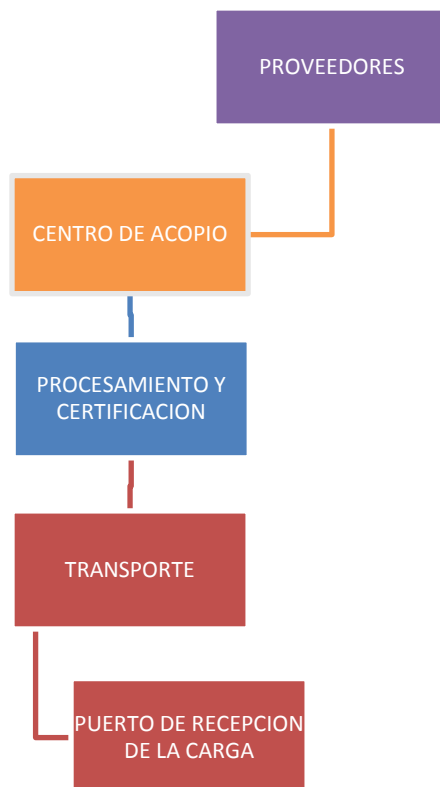 PROVEEDORES
CENTRO DE ACOPIO
PROCESAMIENTO Y
CERTIFICACION
TRANSPORTE
PUERTO DE RECEPCION
DE LA CARGA